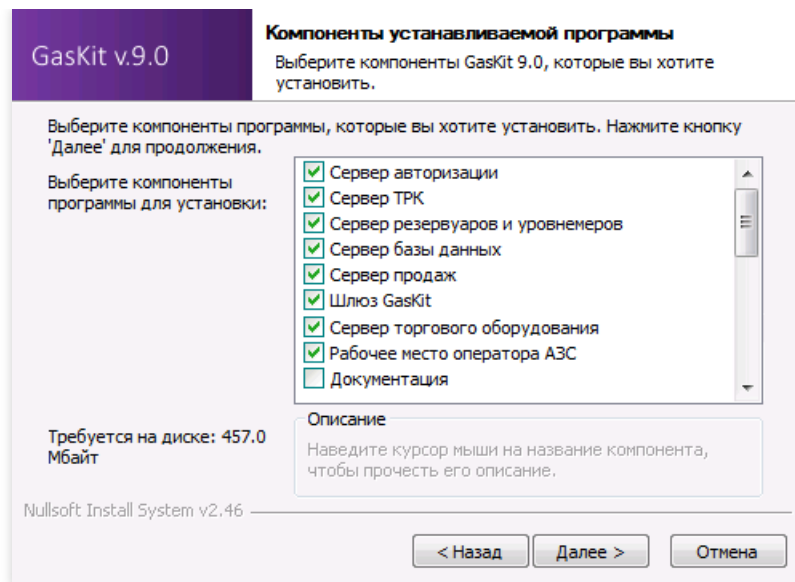 GasKit v.9.0
Компоненты устанавливаемой программы
Выберите компоненты GasKit 9.0, которые вы хотите
установить.
Выберите компоненты программы, которые вы хотите установить. Нажмите кнопку
'Далее' для продолжения.
Выберите компоненты
программы для установки:
Сервер авторизации
Сервер ТРК
Сервер резервуаров и уровнемеров
Сервер базы данных
Сервер продаж
Шлюз GasKit
Сервер торгового оборудования
Рабочее место оператора АЗС
Документация
Требуется на диске: 457.0
Мбайт
Описание
Наведите курсор мыши на название компонента,
чтобы прочесть его описание.
Nullsoft Install System v2.46
< Назад
Далее >
Отмена